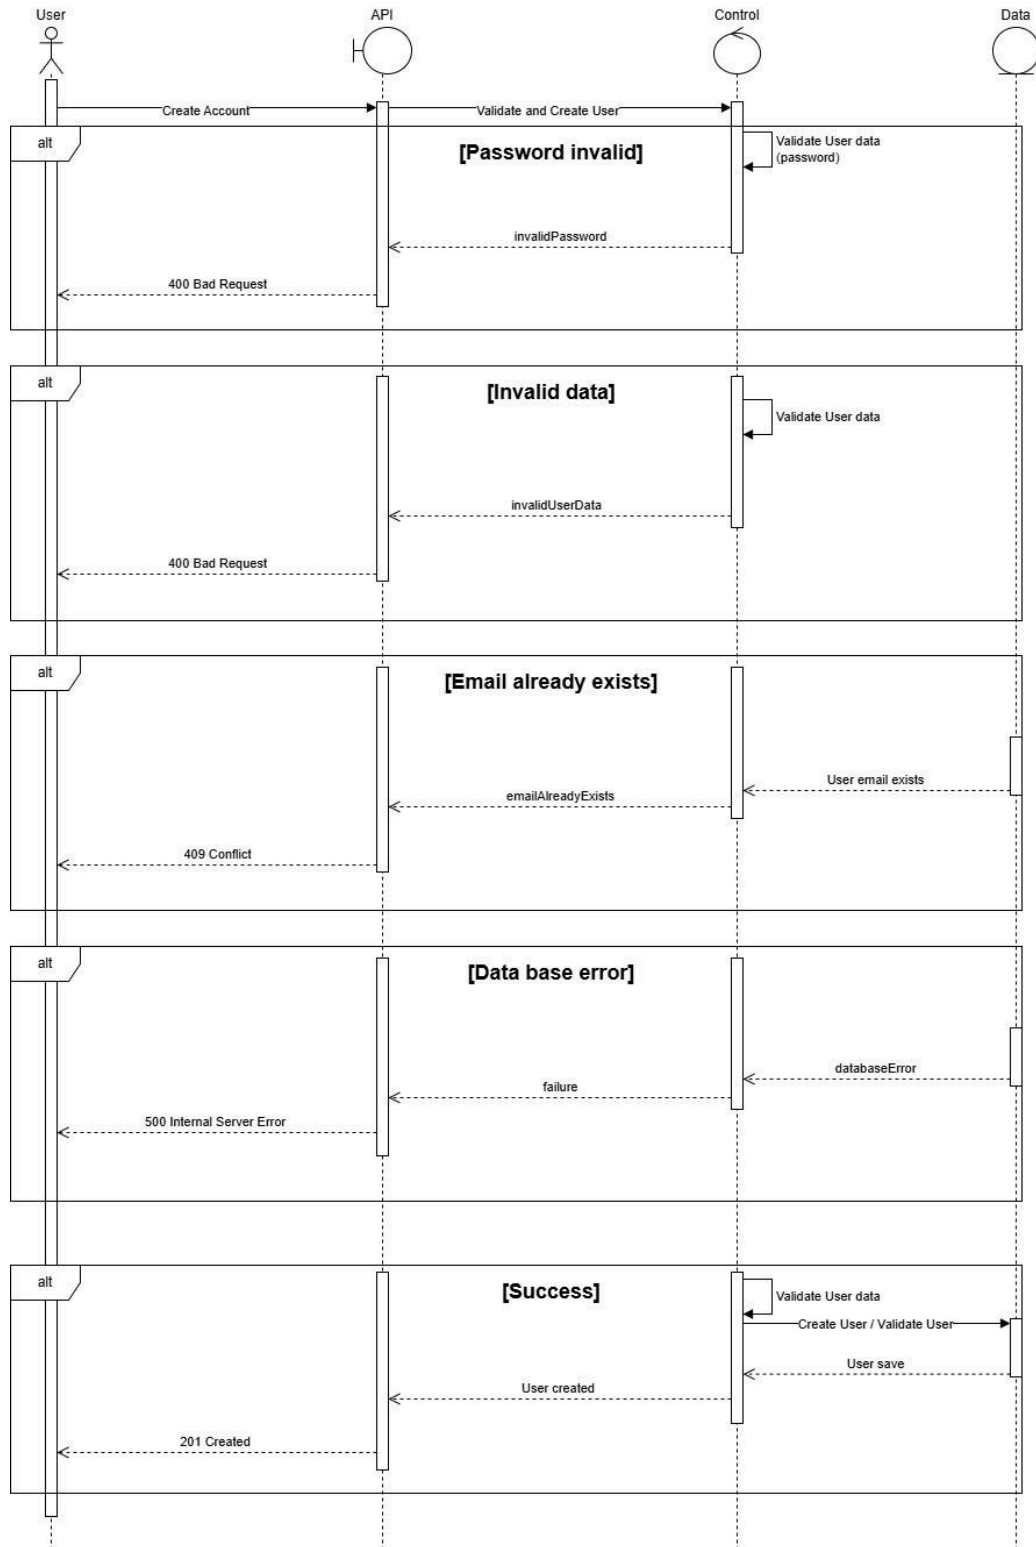 User
API
Control
Data
Create Account
Validate and Create User
alt
[Password invalid]
Validate User data
(password)
invalidPassword
400 Bad Request
alt
[Invalid data]
Validate User data
invalidUserData
400 Bad Request
alt
[Email already exists]
User email exists
emailAlreadyExists
409 Conflict
alt
[Data base error]
databaseError
failure
500 Internal Server Error
alt
[Success]
Validate User data
Create User / Validate User
User save
User created
201 Created